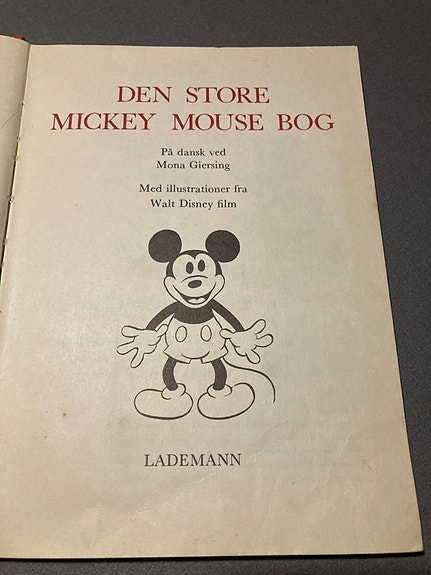 DEN STORE
MICKEY MOUSE BOG
På dansk ved
Mona Giersing
Med illustrationer fra
Walt Disney film
LADEMANN